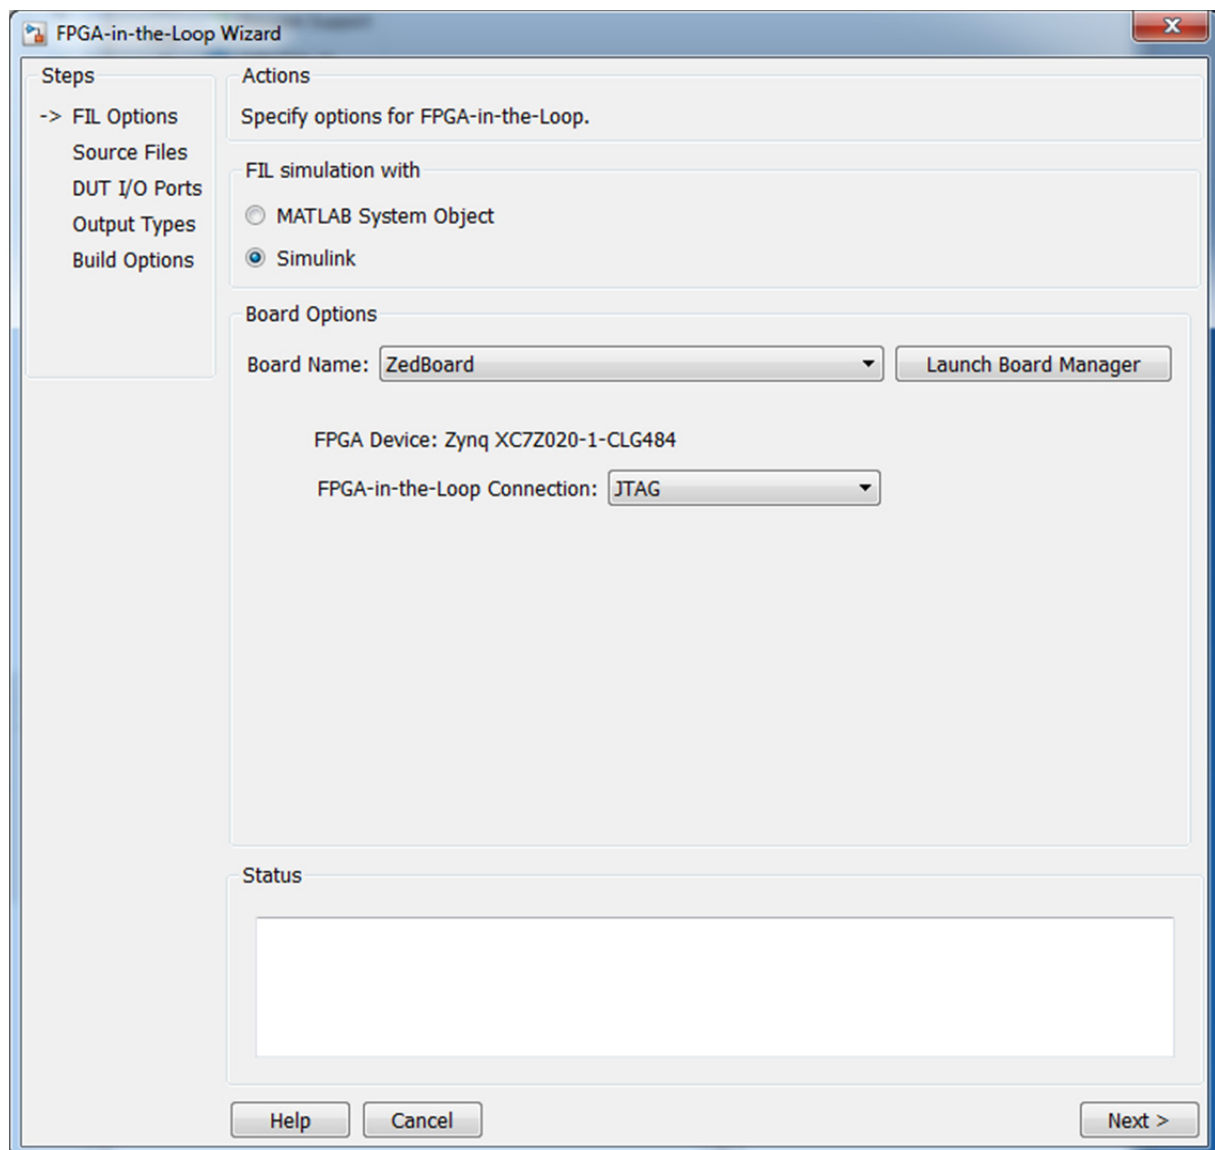 FPGA-in-the-Loop Wizard
Steps
-> FIL Options
Source Files
DUT I/O Ports
Output Types
Build Options
Actions
Specify options for FPGA-in-the-Loop.
FIL simulation with
MATLAB System Object
Simulink
Board Options
Board Name: ZedBoard Launch Board Manager
FPGA Device: Zynq XC7Z020-1-CLG484
FPGA-in-the-Loop Connection: JTAG
Status
Help Cancel Next >